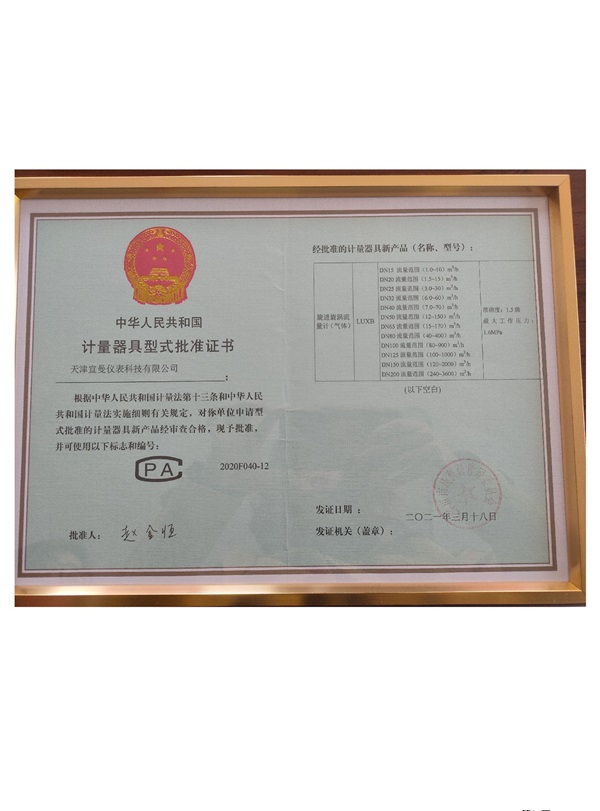 中华人民共和国
计量器具型式批准证书
天津宜曼仪表科技有限公司
：
根据中华人民共和国计量法第十三条和中华人民
共和国计量法实施细则有关规定，对你单位申请型
式批准的计量器具新产品经审查合格，现予批准，
并可使用以下标志和编号：
CPA 2020F040-12
批准人：
经批准的计量器具新产品（名称、型号）：
旋进旋涡流
量计（气体）
LUXB
DN15 流量范围（1.0-10）m³/h
DN20 流量范围（1.5-15）m³/h
DN25 流量范围（3.0-30）m³/h
DN32 流量范围（6.0-60）m³/h
DN40 流量范围（7.0-70）m³/h
DN50 流量范围（12-150）m³/h
DN65 流量范围（15-170）m³/h
DN80 流量范围（40-400）m³/h
DN100 流量范围（80-900）m³/h
DN125 流量范围（105-1000）m³/h
DN150 流量范围（120-2000）m³/h
DN200 流量范围（240-3600）m³/h
准确度：1.5 级
最大工作压力：
1.6MPa
（以下空白）
发证日期 ： 二〇二一年三月十八日
发证机关（盖章）：